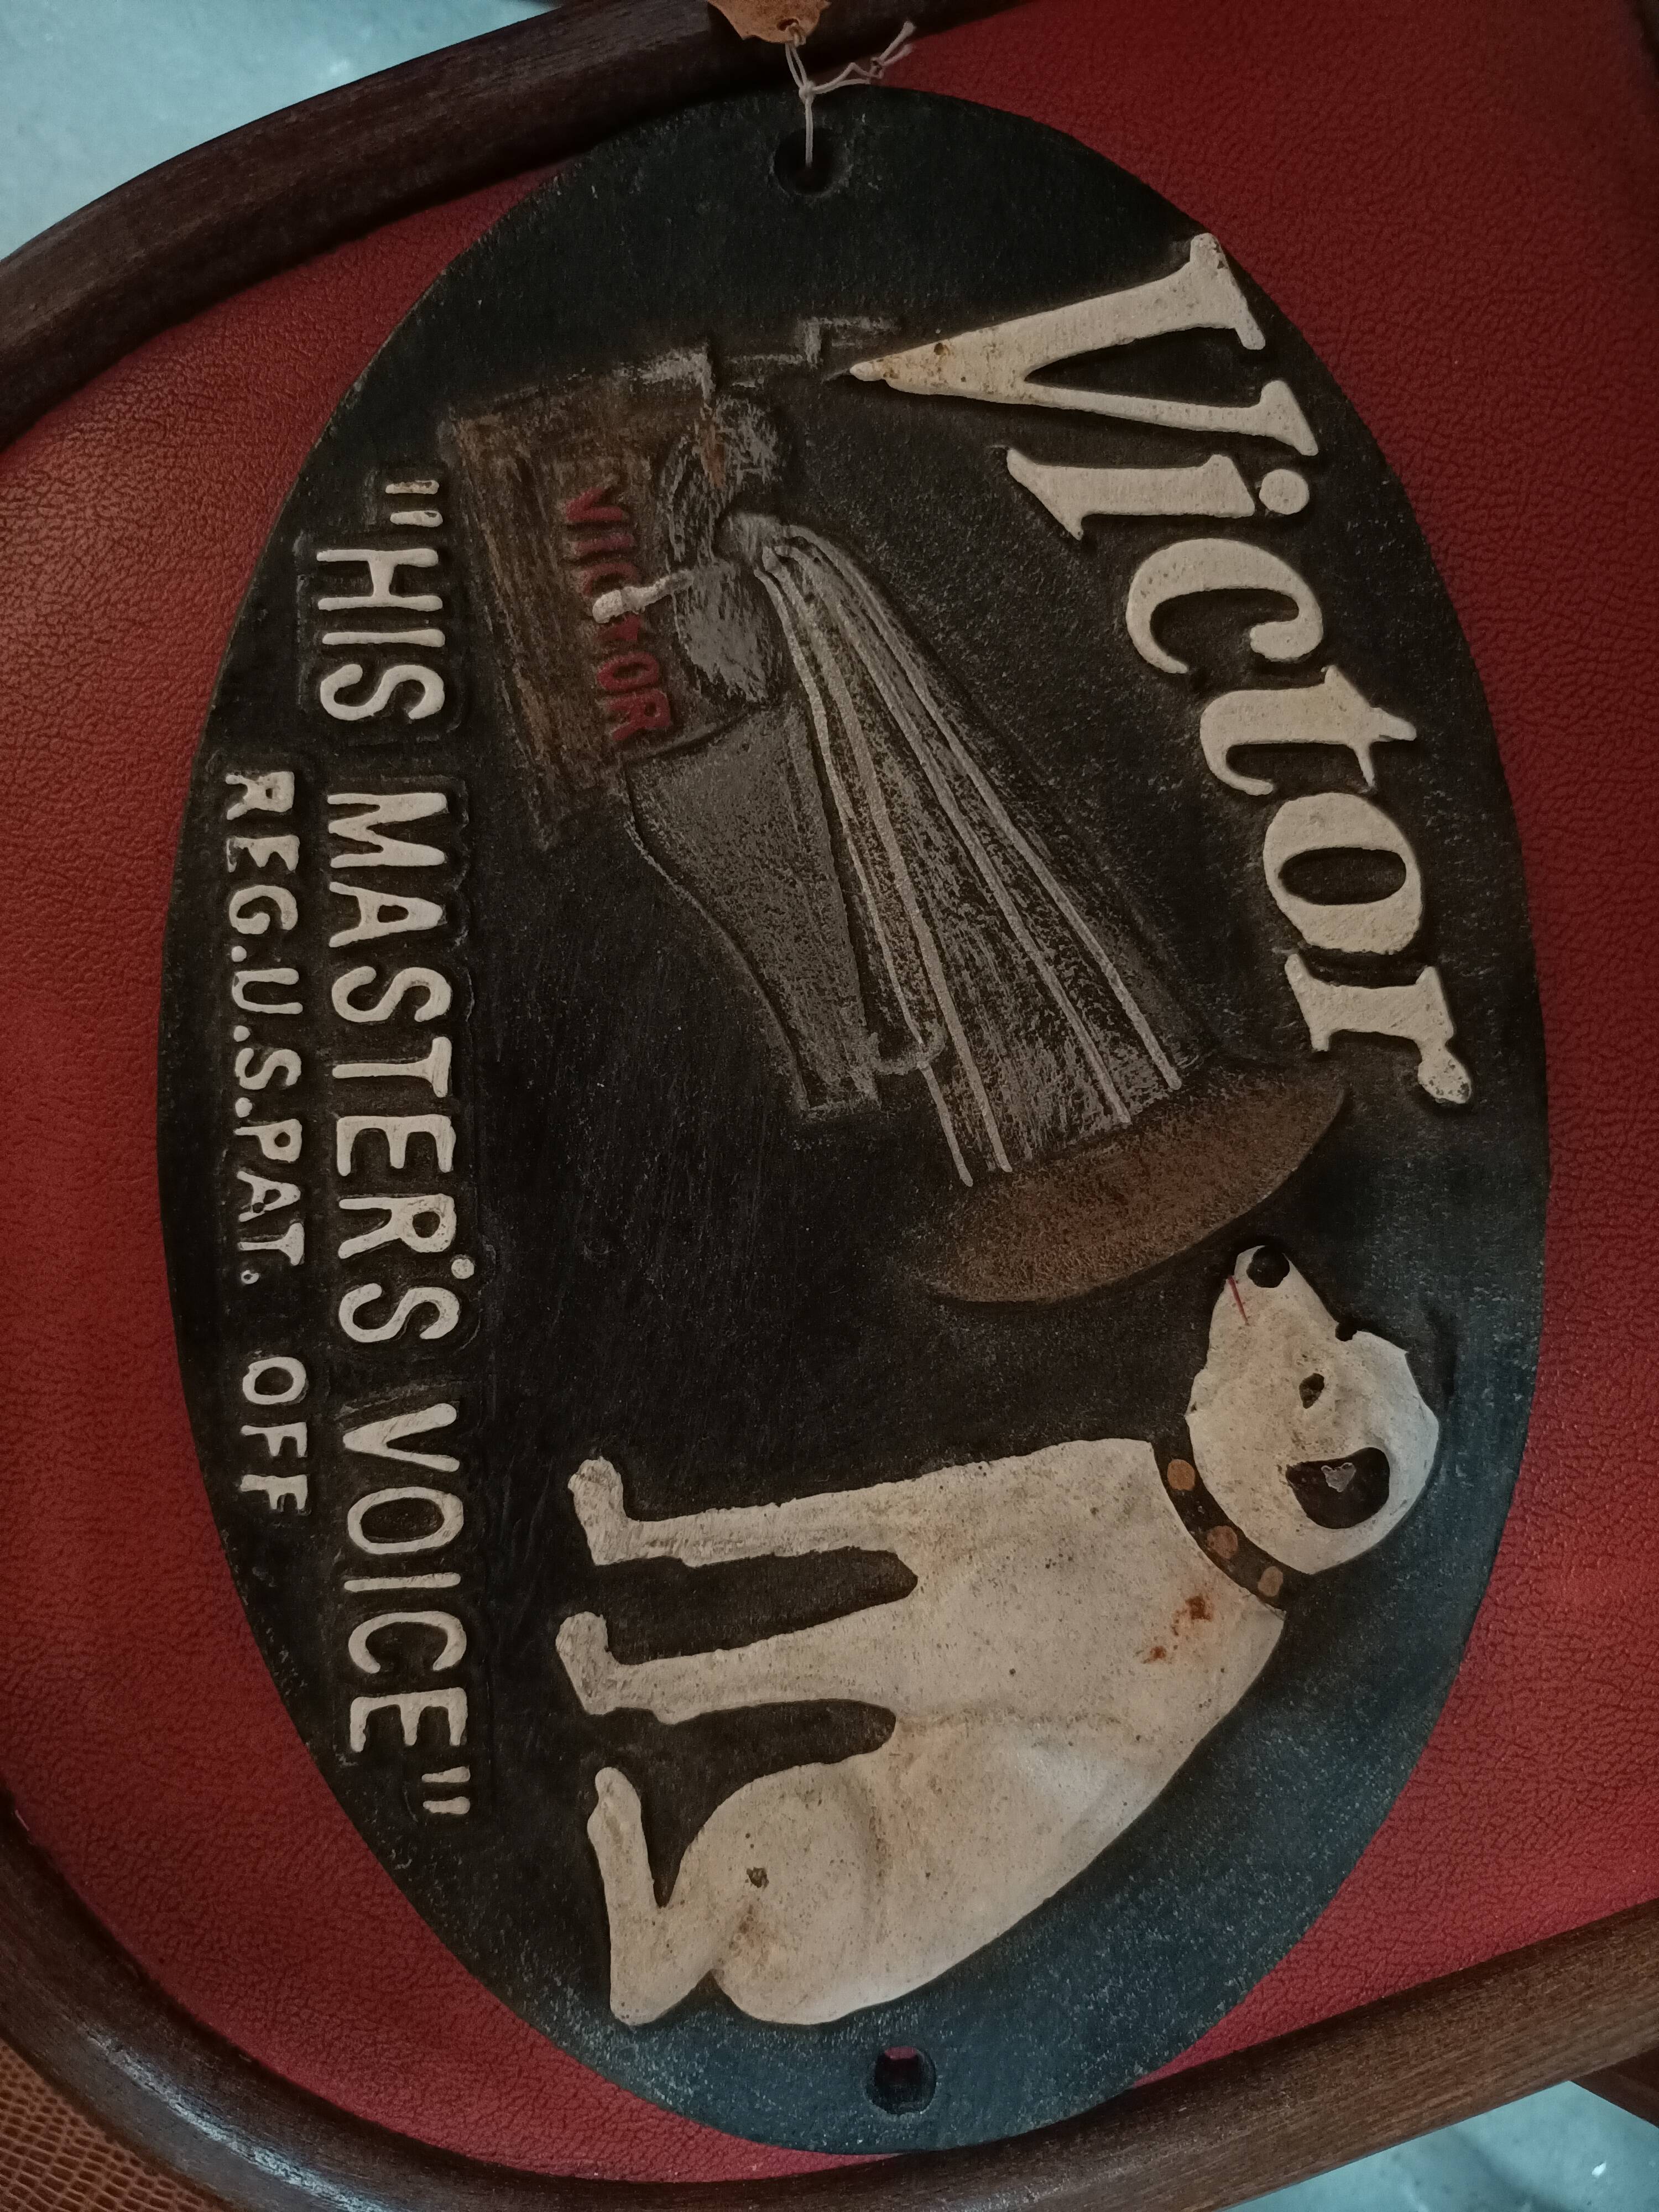 Victor
VICTOR
"HIS MASTER'S VOICE"
REG.U.S.PAT. OFF